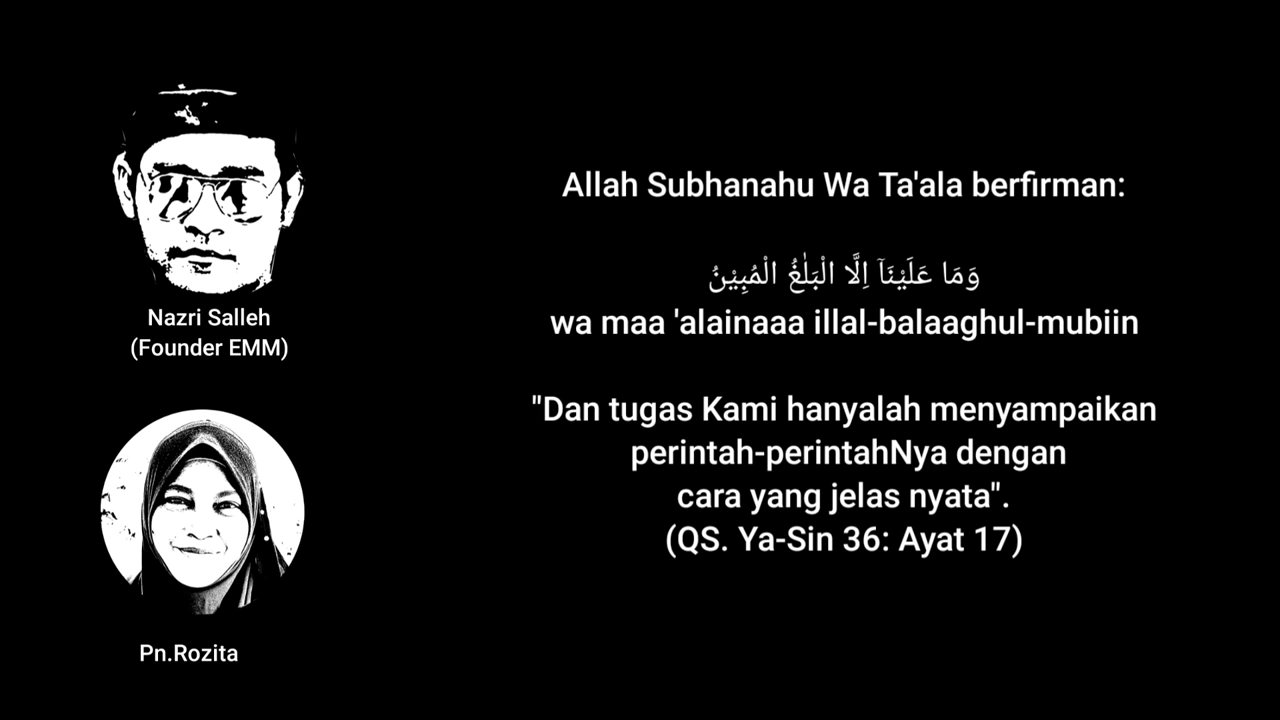 Nazri Salleh
(Founder EMM)
Pn.Rozita
Allah Subhanahu Wa Ta'ala berfirman:
وَمَا عَلَيْنَآ اِلَّا الْبَلٰغُ الْمُبِيْنُ
wa maa 'alainaaa illal-balaaghul-mubiin
"Dan tugas Kami hanyalah menyampaikan
perintah-perintahNya dengan
cara yang jelas nyata".
(QS. Ya-Sin 36: Ayat 17)